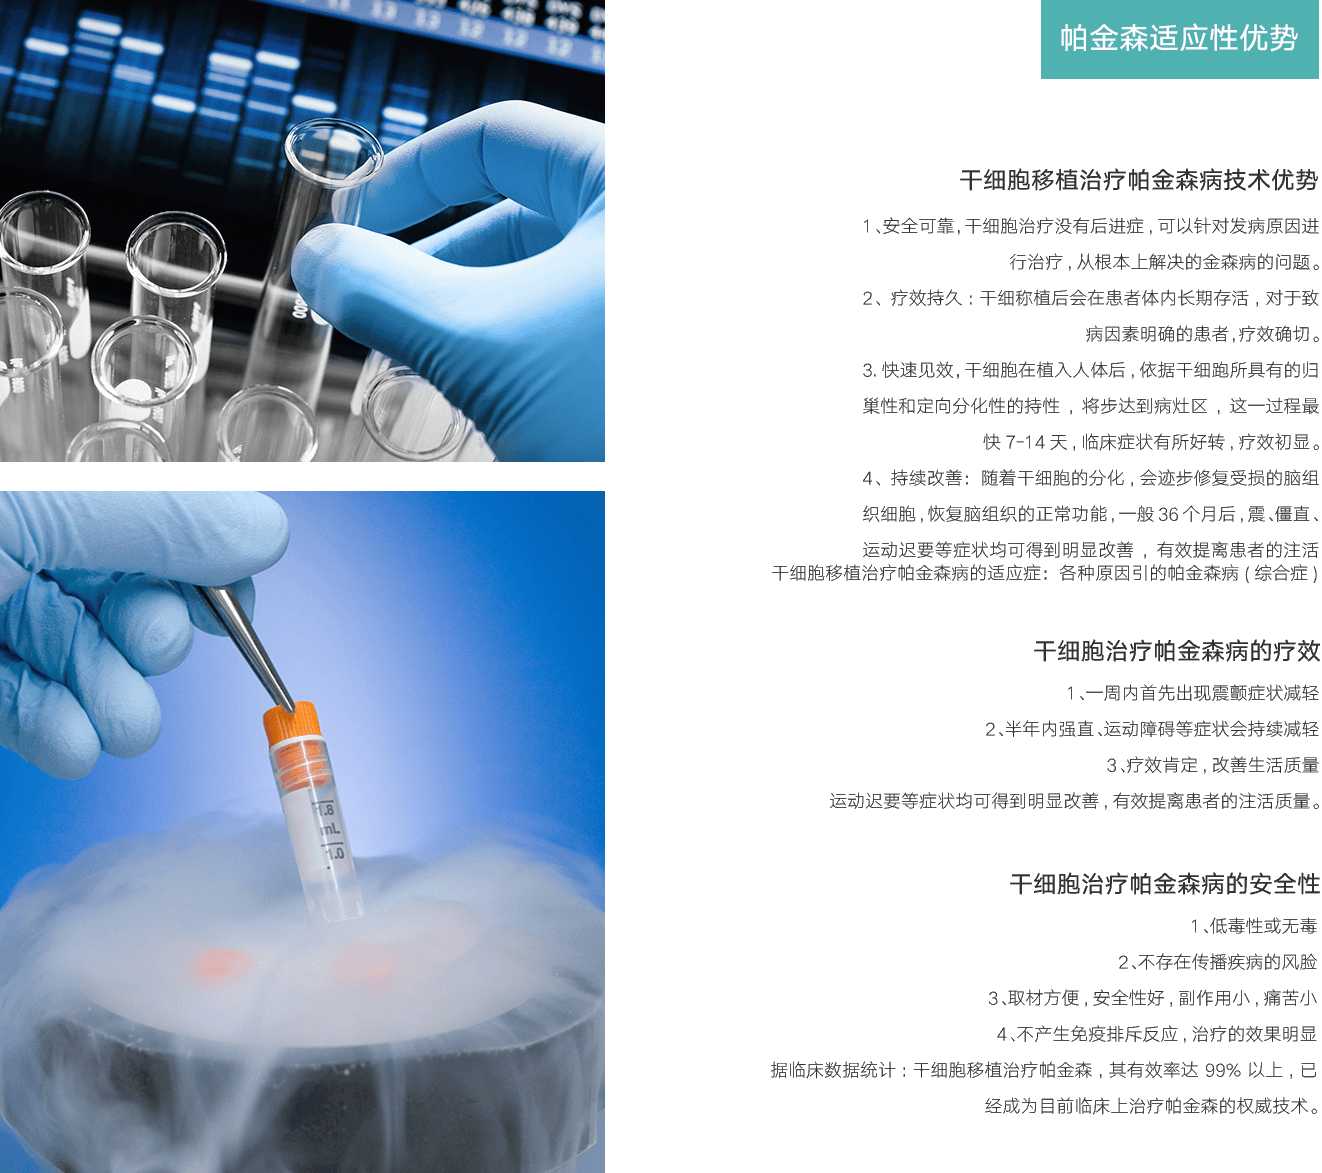 帕金森适应性优势
干细胞移植治疗帕金森病技术优势
1、安全可靠,干细胞治疗没有后进症,可以针对发病原因进
行治疗,从根本上解决的金森病的问题。
2、疗效持久:干细称植后会在患者体内长期存活,对于致
病因素明确的患者,疗效确切。
3.快速见效,干细胞在植入人体后,依据干细跑所具有的归
巢性和定向分化性的持性,将步达到病灶区,这一过程最
快7-14天,临床症状有所好转,疗效初显。
4、持续改善:随着干细胞的分化,会迹步修复受损的脑组
织细胞,恢复脑组织的正常功能,一般36个月后,震、僵直、
运动迟要等症状均可得到明显改善,有效提离患者的注活
干细胞移植治疗帕金森病的适应症:各种原因引的帕金森病(综合症)
干细胞治疗帕金森病的疗效
1、一周内首先出现震颤症状减轻
2、半年内强直、运动障碍等症状会持续减轻
3、疗效肯定,改善生活质量
运动迟要等症状均可得到明显改善,有效提离患者的注活质量。
干细胞治疗帕金森病的安全性
1、低毒性或无毒
2、不存在传播疾病的风脸
3、取材方便,安全性好,副作用小,痛苦小
4、不产生免疫排斥反应,治疗的效果明显
据临床数据统计:干细胞移植治疗帕金森,其有效率达 99% 以上,已
经成为目前临床上治疗帕金森的权威技术。
1.8
mL
1.0